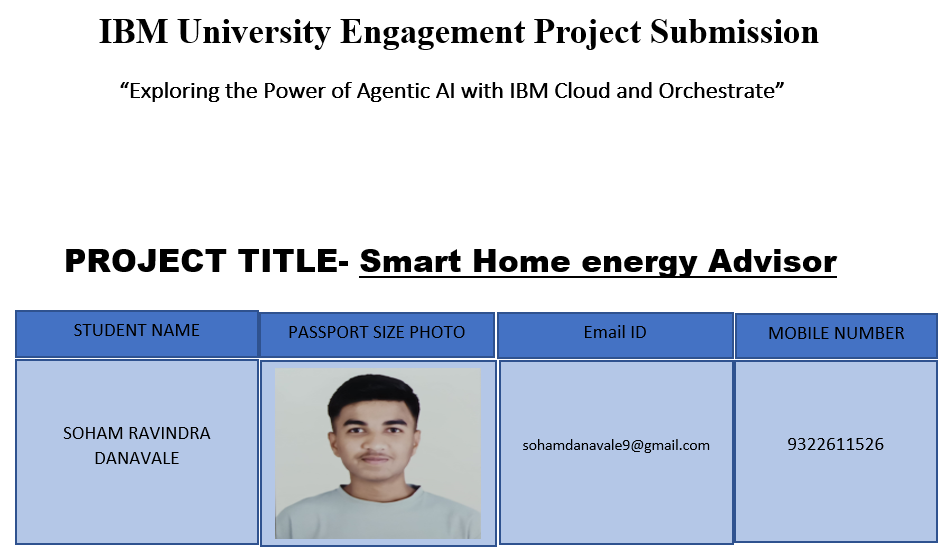 IBM University Engagement Project Submission
“Exploring the Power of Agentic AI with IBM Cloud and Orchestrate”
PROJECT TITLE- Smart Home energy Advisor
STUDENT NAME
PASSPORT SIZE PHOTO
Email ID
MOBILE NUMBER
SOHAM RAVINDRA
DANAVALE
sohamdanavale9@gmail.com
9322611526